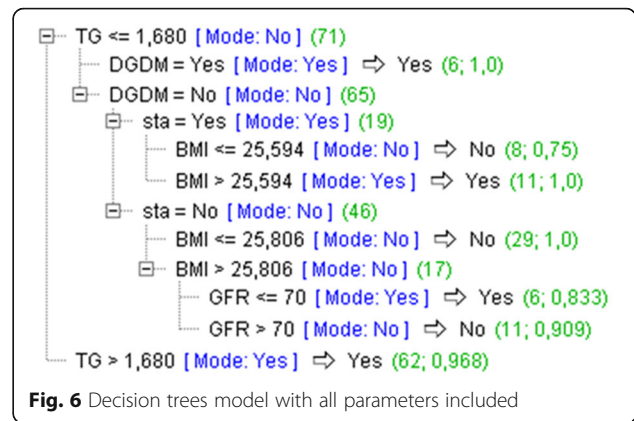 TG <= 1,680 [Mode: No] (71)
DGDM = Yes [Mode: Yes] ⇨ Yes (6; 1,0)
DGDM = No [Mode: No] (65)
sta = Yes [Mode: Yes] (19)
BMI <= 25,594 [Mode: No] ⇨ No (8; 0,75)
BMI > 25,594 [Mode: Yes] ⇨ Yes (11; 1,0)
sta = No [Mode: No] (46)
BMI <= 25,806 [Mode: No] ⇨ No (29; 1,0)
BMI > 25,806 [Mode: No] (17)
GFR <= 70 [Mode: Yes] ⇨ Yes (6; 0,833)
GFR > 70 [Mode: No] ⇨ No (11; 0,909)
TG > 1,680 [Mode: Yes] ⇨ Yes (62; 0,968)
Fig. 6 Decision trees model with all parameters included